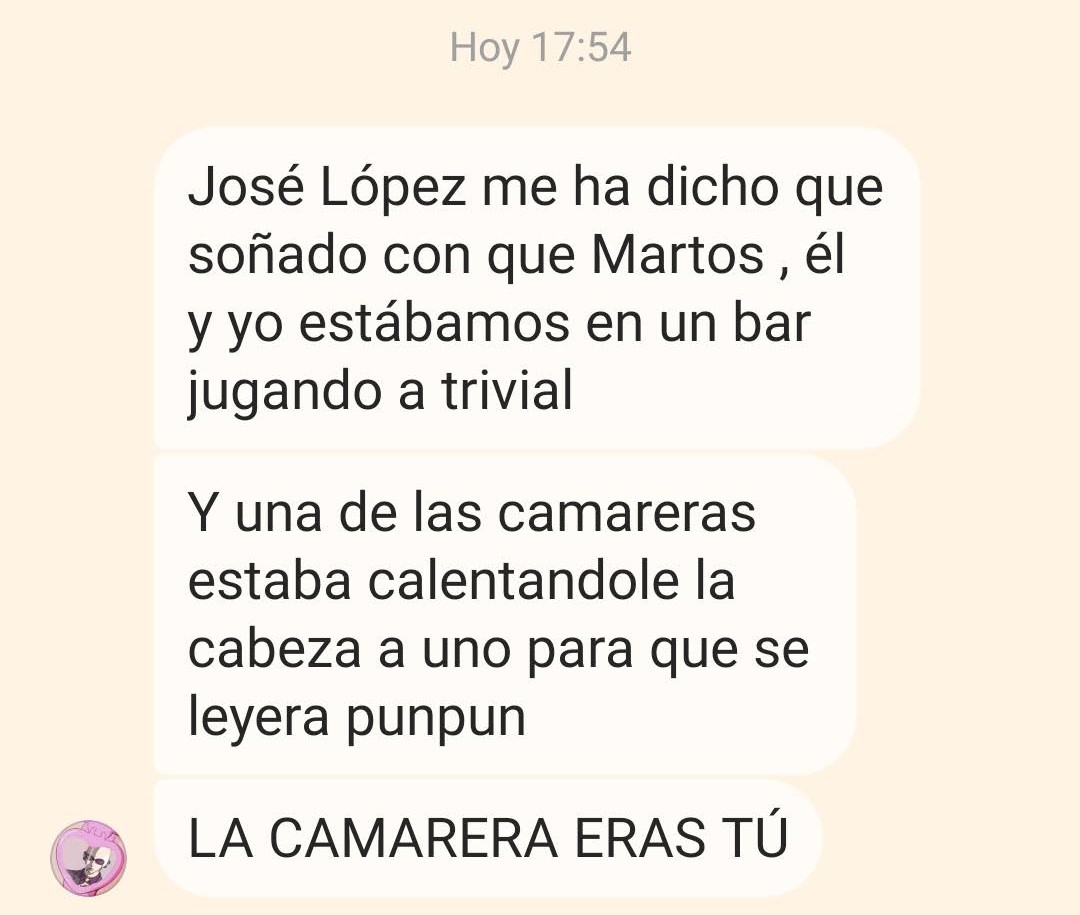 Hoy 17:54
José López me ha dicho que
soñado con que Martos , él
y yo estábamos en un bar
jugando a trivial
Y una de las camareras
estaba calentandole la
cabeza a uno para que se
leyera punpun
LA CAMARERA ERAS TÚ